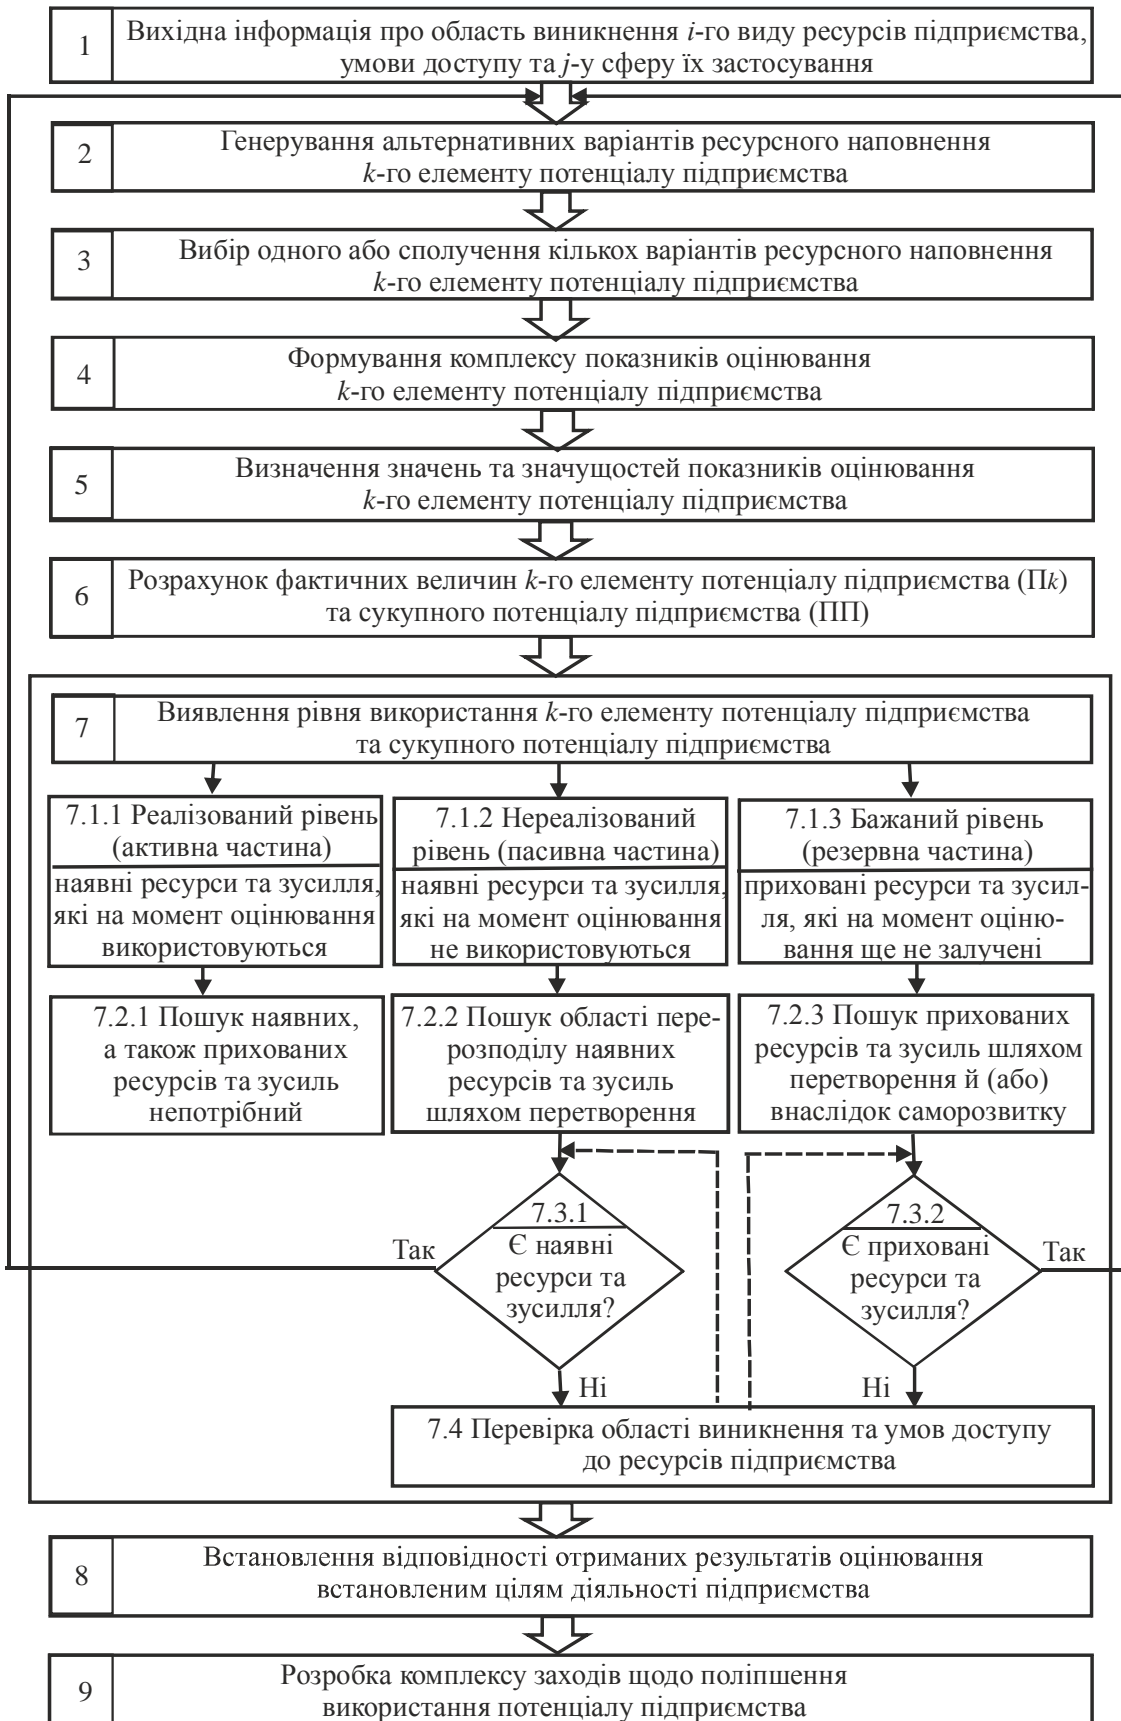 1
Вихідна інформація про область виникнення i-го виду ресурсів підприємства,
умови доступу та j-у сферу їх застосування
2
Генерування альтернативних варіантів ресурсного наповнення
k-го елементу потенціалу підприємства
3
Вибір одного або сполучення кількох варіантів ресурсного наповнення
k-го елементу потенціалу підприємства
4
Формування комплексу показників оцінювання
k-го елементу потенціалу підприємства
5
Визначення значень та значущостей показників оцінювання
k-го елементу потенціалу підприємства
6
Розрахунок фактичних величин k-го елементу потенціалу підприємства (Пk)
та сукупного потенціалу підприємства (ПП)
7
Виявлення рівня використання k-го елементу потенціалу підприємства
та сукупного потенціалу підприємства
7.1.1 Реалізований рівень
(активна частина)
наявні ресурси та зусилля,
які на момент оцінювання
використовуються
7.1.2 Нереалізований
рівень (пасивна частина)
наявні ресурси та зусилля,
які на момент оцінювання
не використовуються
7.1.3 Бажаний рівень
(резервна частина)
приховані ресурси та зусил-
ля, які на момент оціню-
вання ще не залучені
7.2.1 Пошук наявних,
а також прихованих
ресурсів та зусиль
непотрібний
7.2.2 Пошук області пере-
розподілу наявних
ресурсів та зусиль
шляхом перетворення
7.2.3 Пошук прихованих
ресурсів та зусиль шляхом
перетворення й (або)
внаслідок саморозвитку
7.3.1
Є наявні
ресурси та
зусилля?
Так
Ні
7.3.2
Є приховані
ресурси та
зусилля?
Так
Ні
7.4 Перевірка області виникнення та умов доступу
до ресурсів підприємства
8
Встановлення відповідності отриманих результатів оцінювання
встановленим цілям діяльності підприємства
9
Розробка комплексу заходів щодо поліпшення
використання потенціалу підприємства